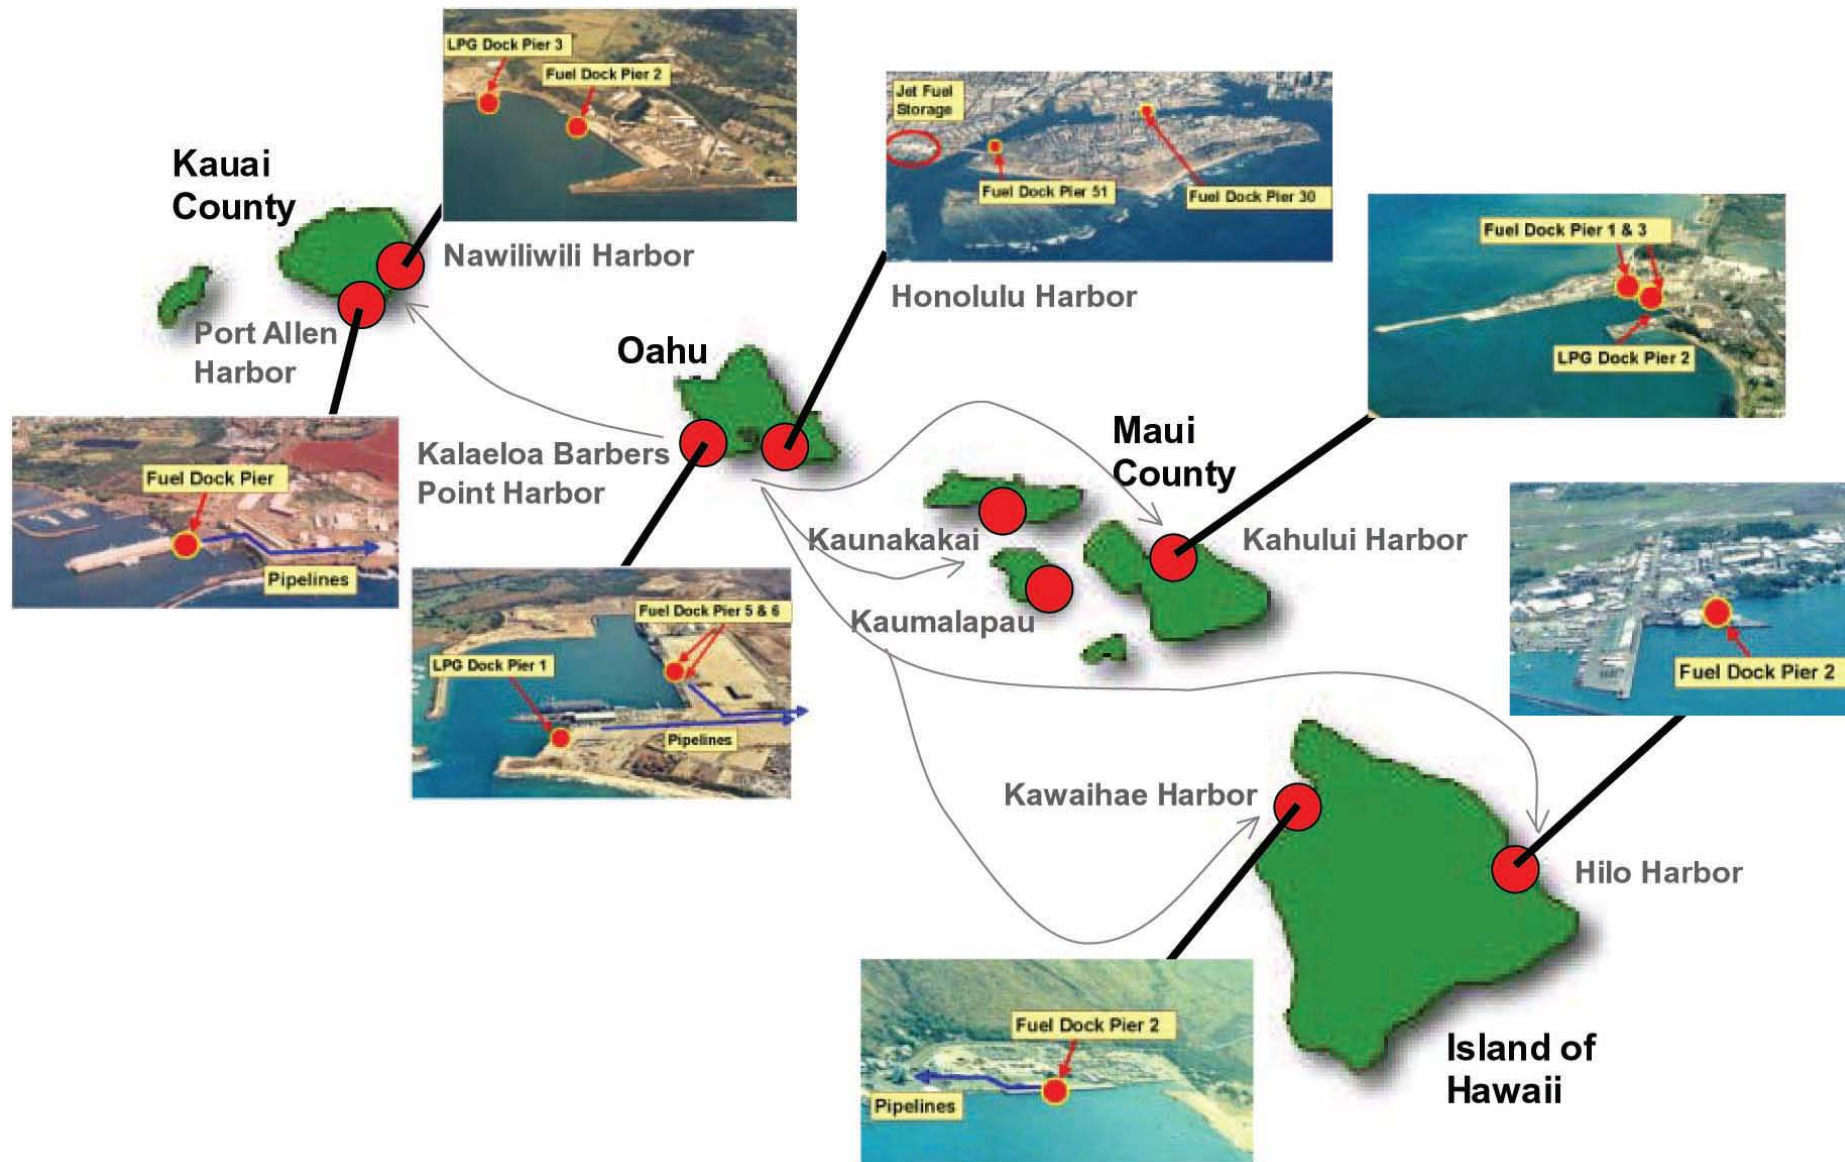 LPG Dock Pier 3
Fuel Dock Pier 2
Kauai
County
Nawiliwili Harbor
Port Allen
Harbor
Fuel Dock Pier
Pipelines
Jet Fuel
Storage
Fuel Dock Pier 51
Fuel Dock Pier 30
Honolulu Harbor
Oahu
Kalaeloa Barbers
Point Harbor
Fuel Dock Pier 5 & 6
LPG Dock Pier 1
Pipelines
Fuel Dock Pier 1 & 3
LPG Dock Pier 2
Maui
County
Kaunakakai
Kahului Harbor
Kaumalapau
Fuel Dock Pier 2
Kawaihae Harbor
Hilo Harbor
Fuel Dock Pier 2
Pipelines
Island of
Hawaii